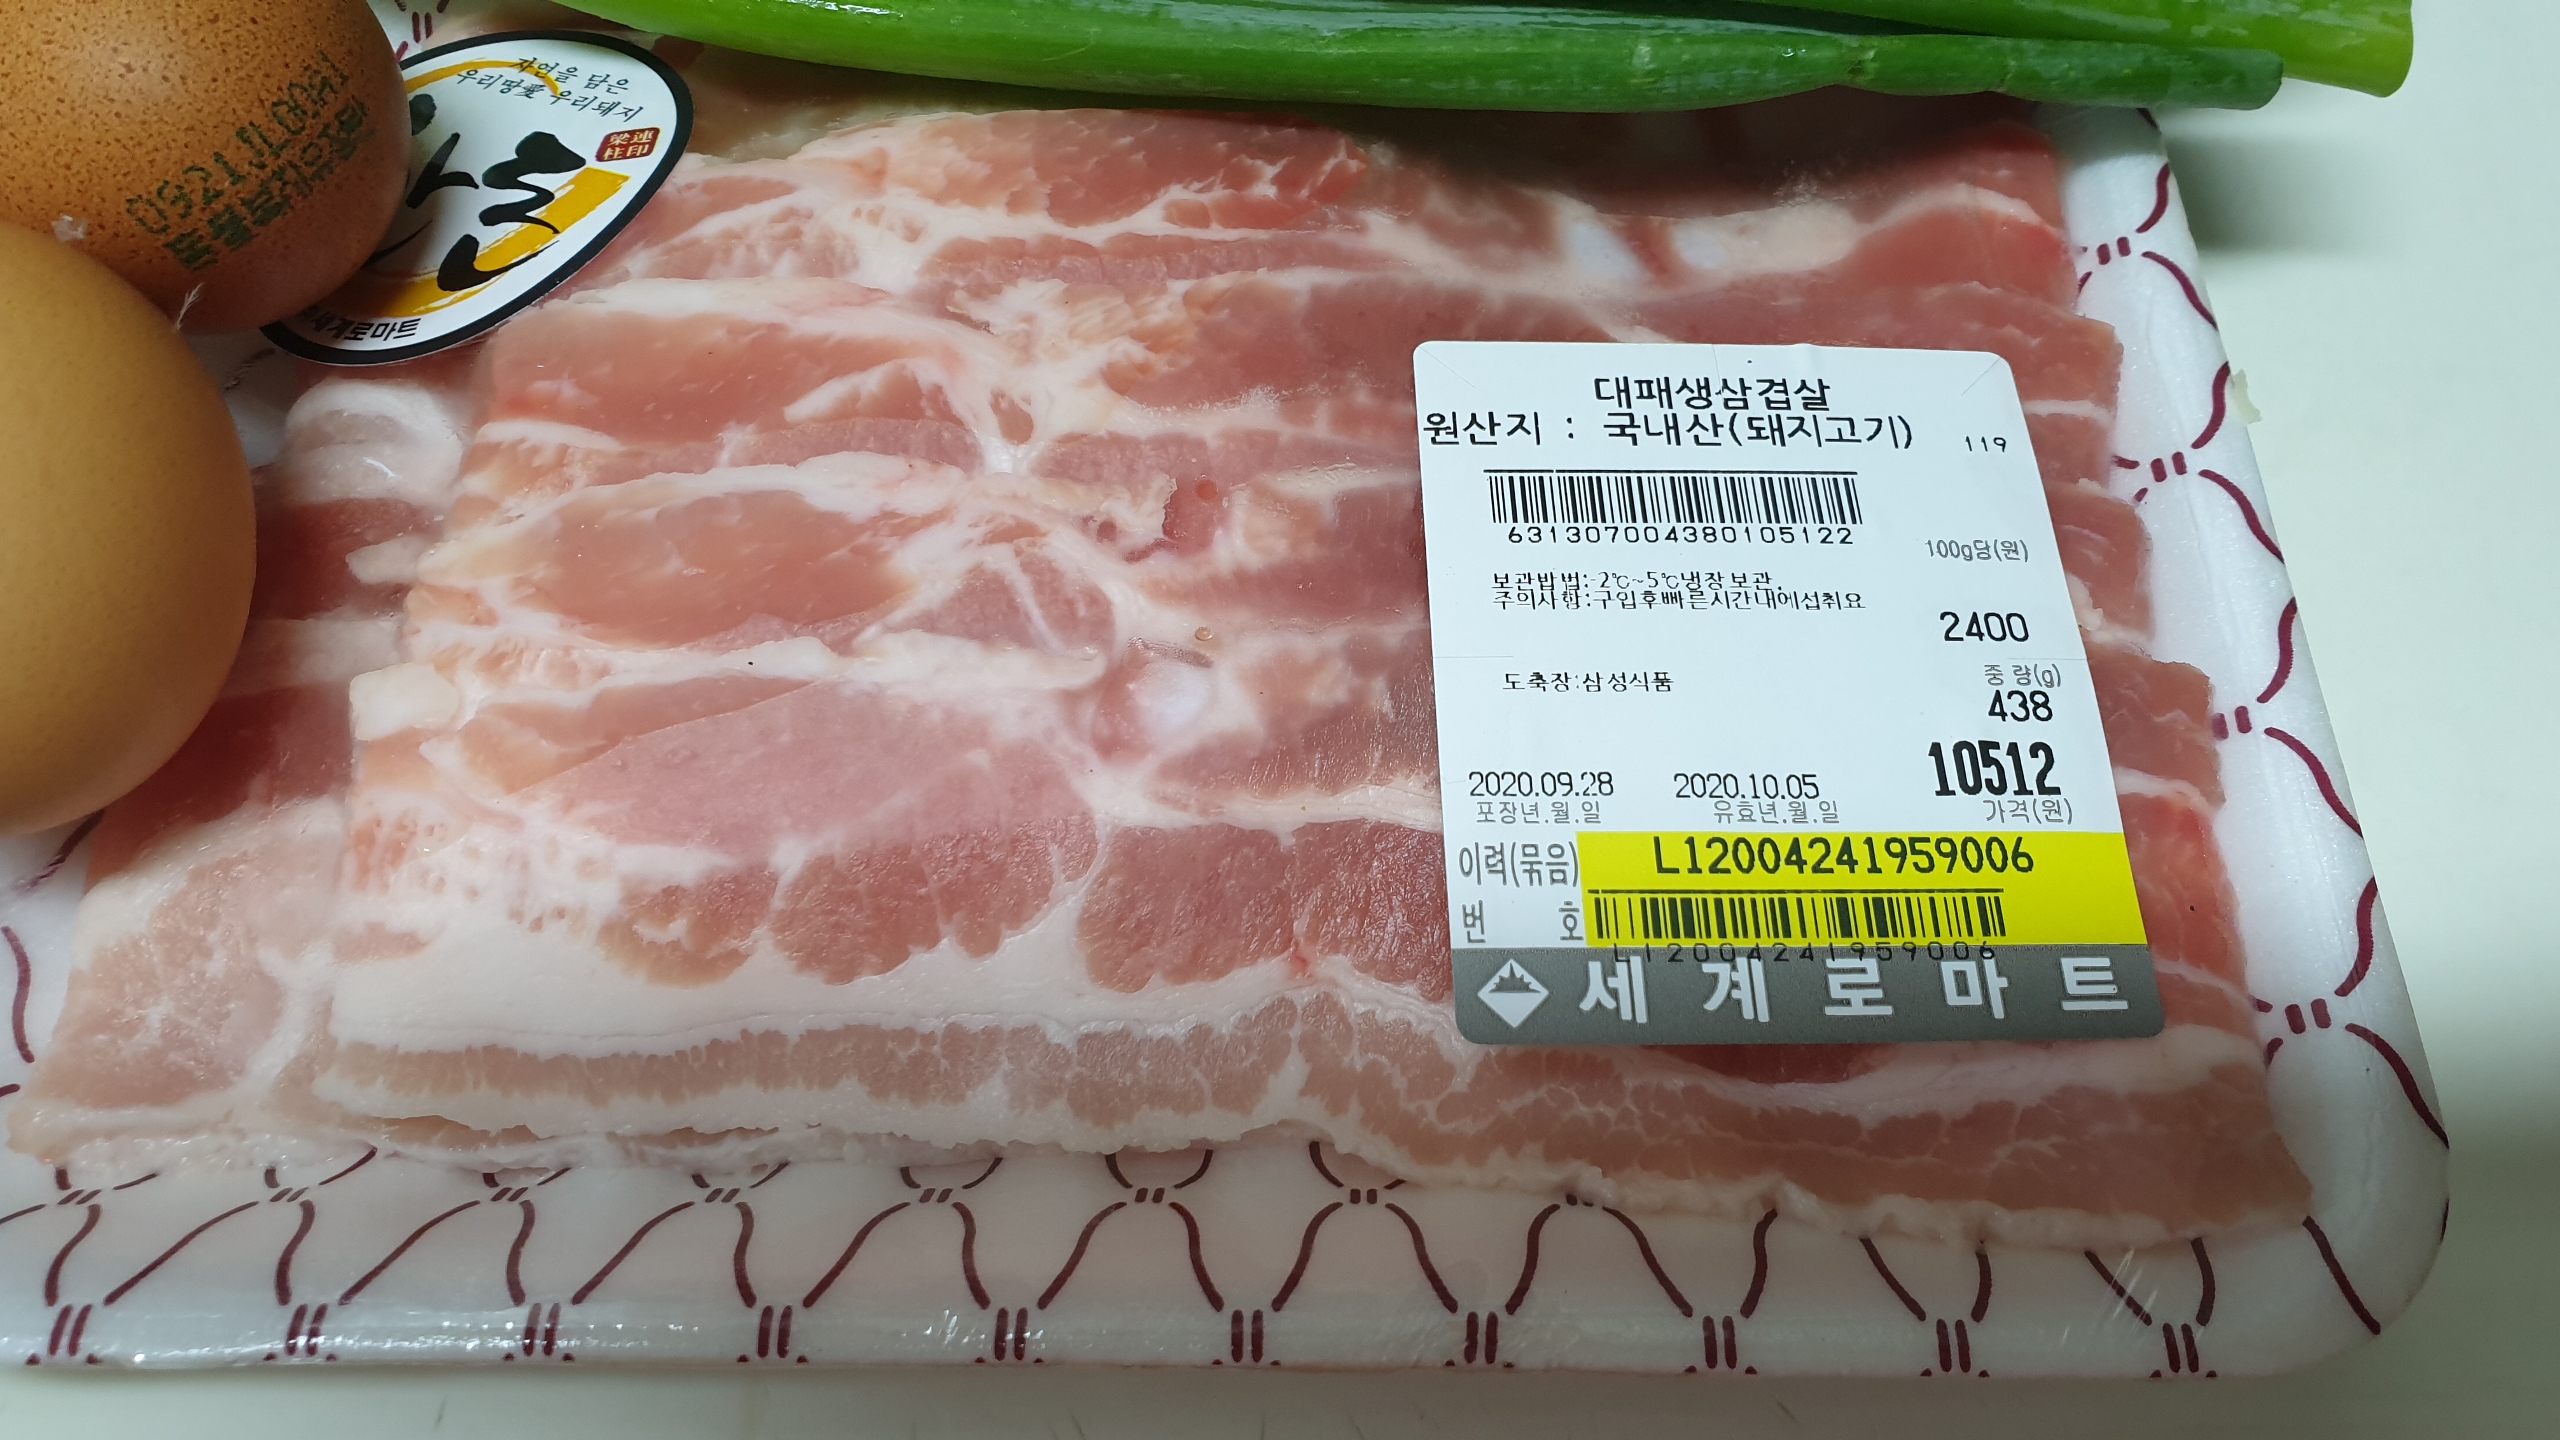 자연을 담은
우리땅愛 우리돼지
한돈
세계로마트
대패생삼겹살
원산지 : 국내산(돼지고기)
119
631307004380105122
100g당(원)
보관방법:-2℃~5℃냉장보관,
주의사항:구입후빠른시간내에섭취요
2400
도축장:삼성식품
중 량(g)
438
10512
2020.09.28 2020.10.05
포장년.월.일 유효년.월.일 가격(원)
이력(묶음) L12004241959006
번 호
L12004241959006
세계로마트